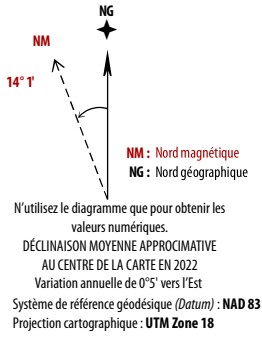 NG
NM
14° 1'
NM : Nord magnétique
NG : Nord géographique
N'utilisez le diagramme que pour obtenir les
valeurs numériques.
DÉCLINAISON MOYENNE APPROCIMATIVE
AU CENTRE DE LA CARTE EN 2022
Variation annuelle de 0°5' vers l'Est
Système de référence géodésique (Datum) : NAD 83
Projection cartographique : UTM Zone 18